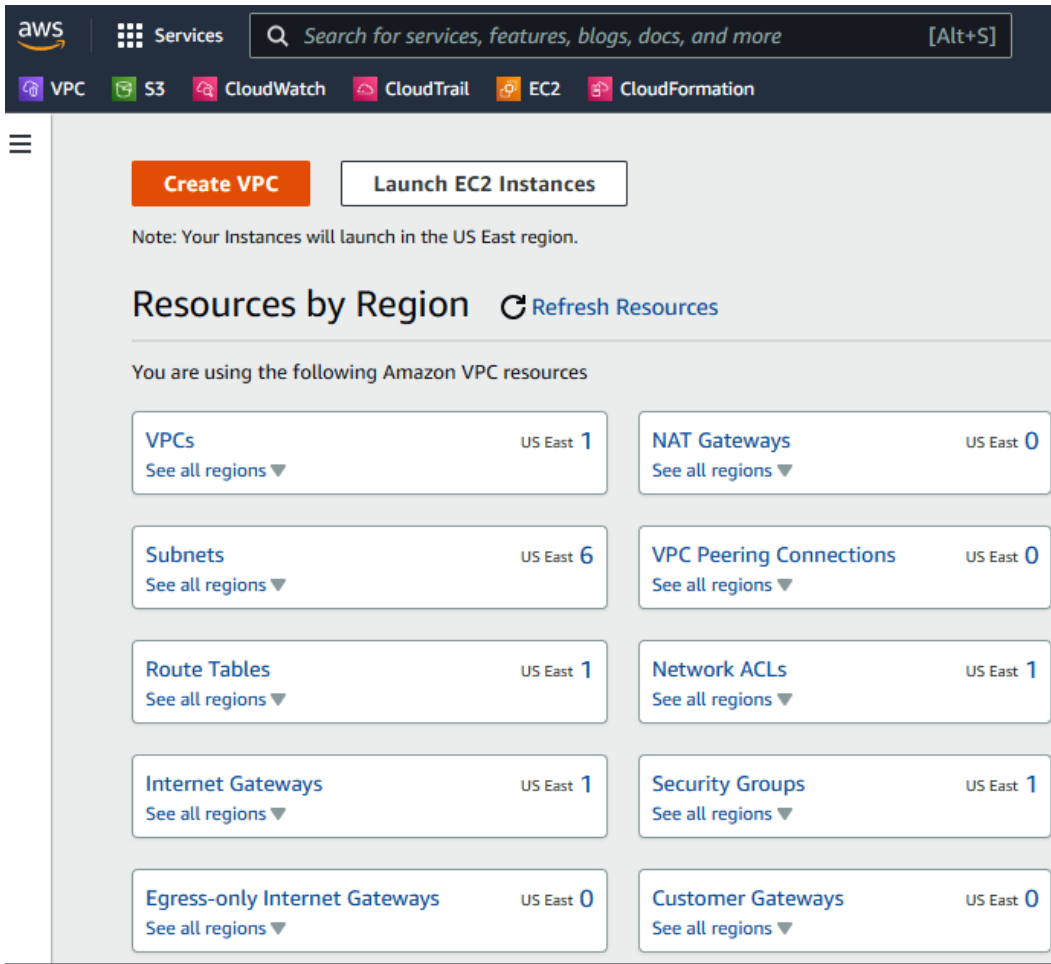 aws
Services
Search for services, features, blogs, docs, and more [Alt+S]
VPC S3 CloudWatch CloudTrail EC2 CloudFormation
Create VPC Launch EC2 Instances
Note: Your Instances will launch in the US East region.
Resources by Region Refresh Resources
You are using the following Amazon VPC resources
VPCs US East 1
See all regions
NAT Gateways US East 0
See all regions
Subnets US East 6
See all regions
VPC Peering Connections US East 0
See all regions
Route Tables US East 1
See all regions
Network ACLs US East 1
See all regions
Internet Gateways US East 1
See all regions
Security Groups US East 1
See all regions
Egress-only Internet Gateways US East 0
See all regions
Customer Gateways US East 0
See all regions